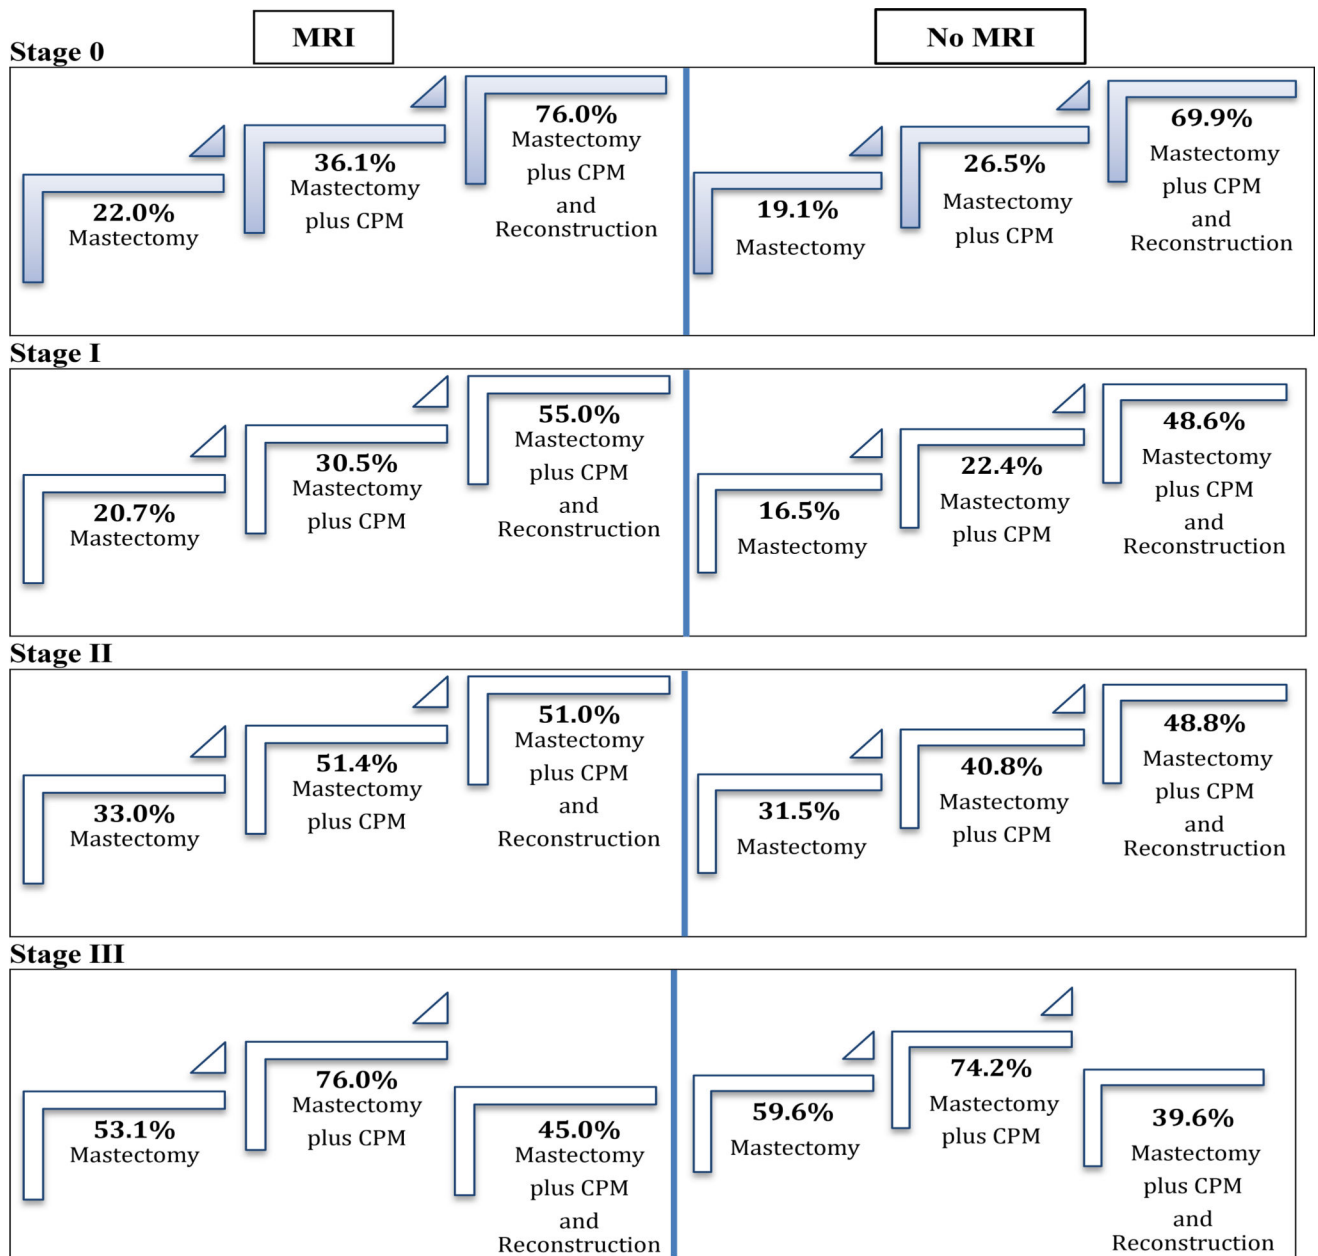 MRI
No MRI
Stage 0
22.0%
Mastectomy
36.1%
Mastectomy
plus CPM
76.0%
Mastectomy
plus CPM
and
Reconstruction
19.1%
Mastectomy
26.5%
Mastectomy
plus CPM
69.9%
Mastectomy
plus CPM
and
Reconstruction
Stage I
20.7%
Mastectomy
30.5%
Mastectomy
plus CPM
55.0%
Mastectomy
plus CPM
and
Reconstruction
16.5%
Mastectomy
22.4%
Mastectomy
plus CPM
48.6%
Mastectomy
plus CPM
and
Reconstruction
Stage II
33.0%
Mastectomy
51.4%
Mastectomy
plus CPM
51.0%
Mastectomy
plus CPM
and
Reconstruction
31.5%
Mastectomy
40.8%
Mastectomy
plus CPM
48.8%
Mastectomy
plus CPM
and
Reconstruction
Stage III
53.1%
Mastectomy
76.0%
Mastectomy
plus CPM
45.0%
Mastectomy
plus CPM
and
Reconstruction
59.6%
Mastectomy
74.2%
Mastectomy
plus CPM
39.6%
Mastectomy
plus CPM
and
Reconstruction